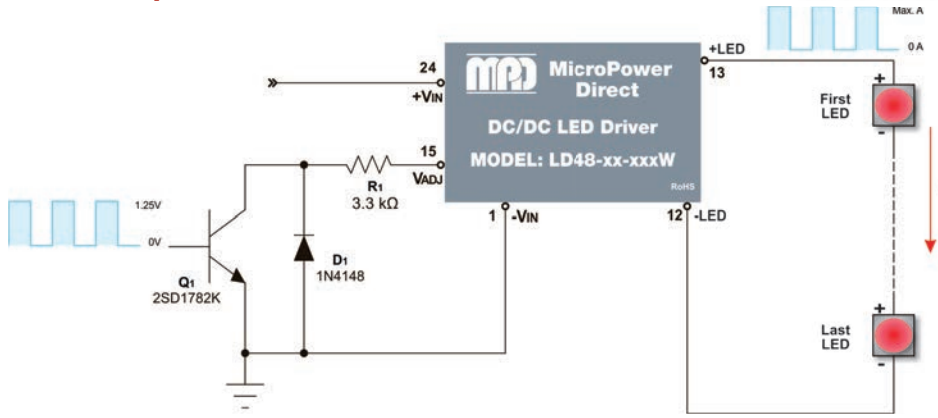 Max. A
0 A
+LED
13
24
+VIN
MPD
MicroPower
Direct
DC/DC LED Driver
MODEL: LD48-xx-xxxW
RoHS
+
First
LED
-
15
VADJ
R1
3.3 kΩ
1
-VIN
12
-LED
1.25V
0V
Q1
2SD1782K
D1
1N4148
+
Last
LED
-